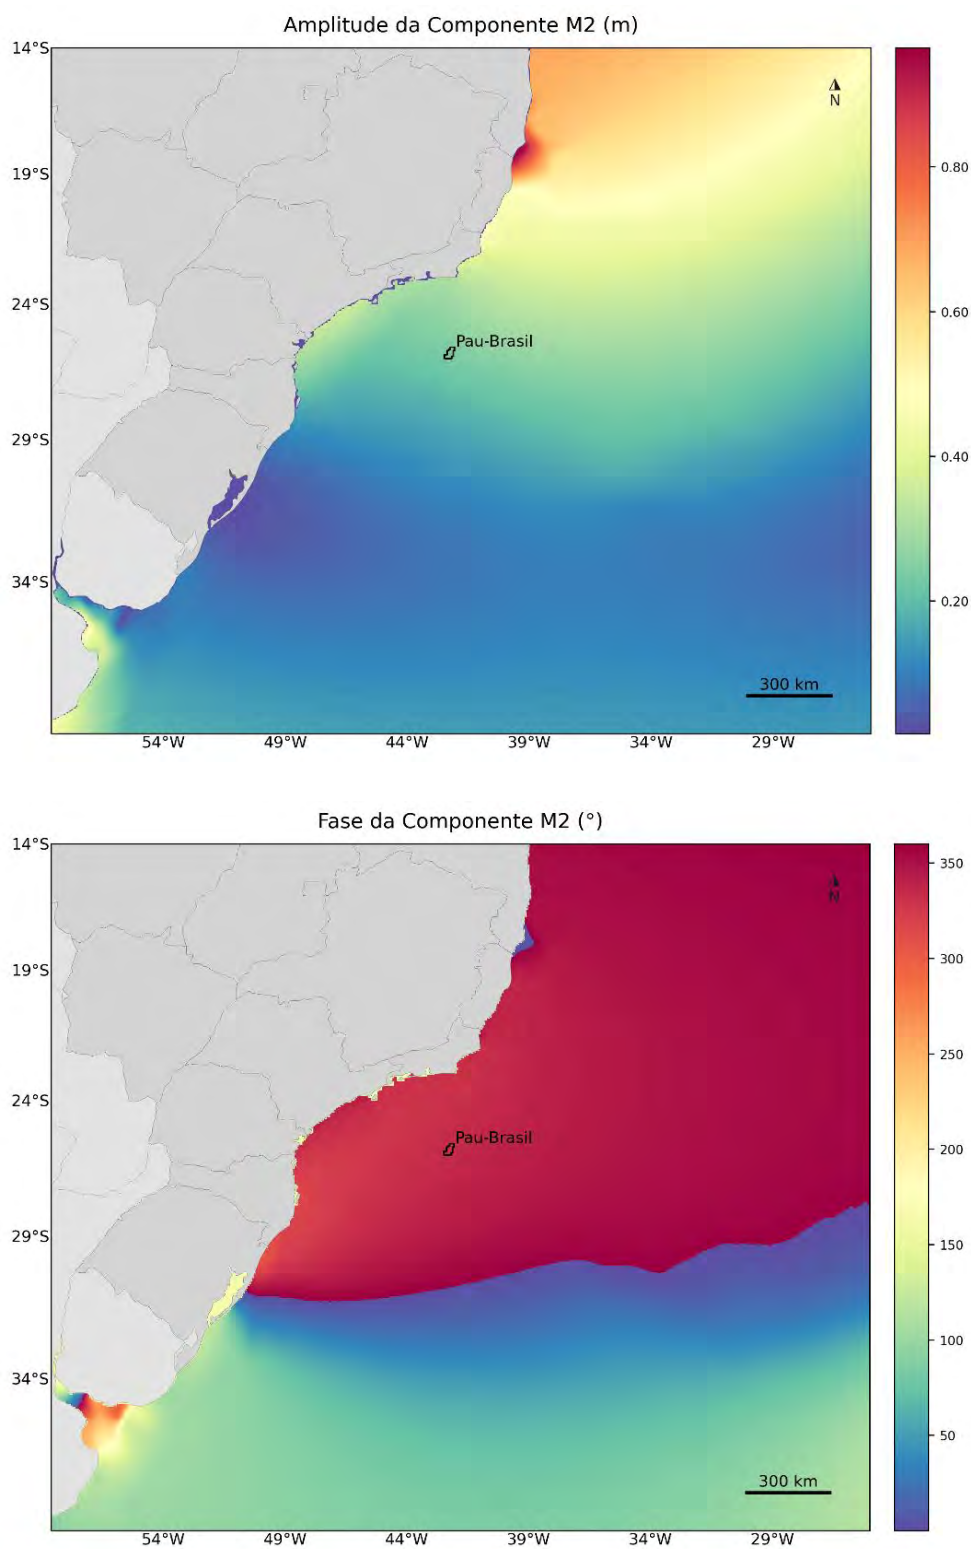 Amplitude da Componente M2 (m)
14°S
19°S
24°S
29°S
34°S
N
Pau-Brasil
300 km
54°W 49°W 44°W 39°W 34°W 29°W
0.80
0.60
0.40
0.20
Fase da Componente M2 (°)
14°S
19°S
24°S
29°S
34°S
N
Pau-Brasil
300 km
54°W 49°W 44°W 39°W 34°W 29°W
350
300
250
200
150
100
50